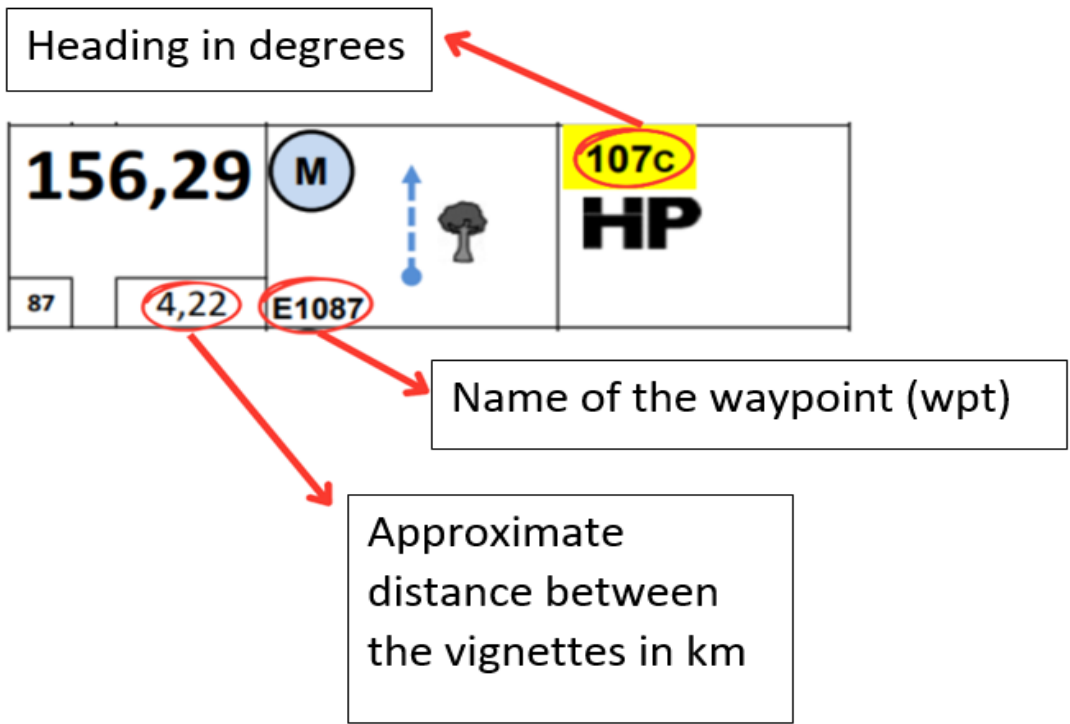 Heading in degrees
156,29
M
107c
HP
87
4,22
E1087
Name of the waypoint (wpt)
Approximate
distance between
the vignettes in km